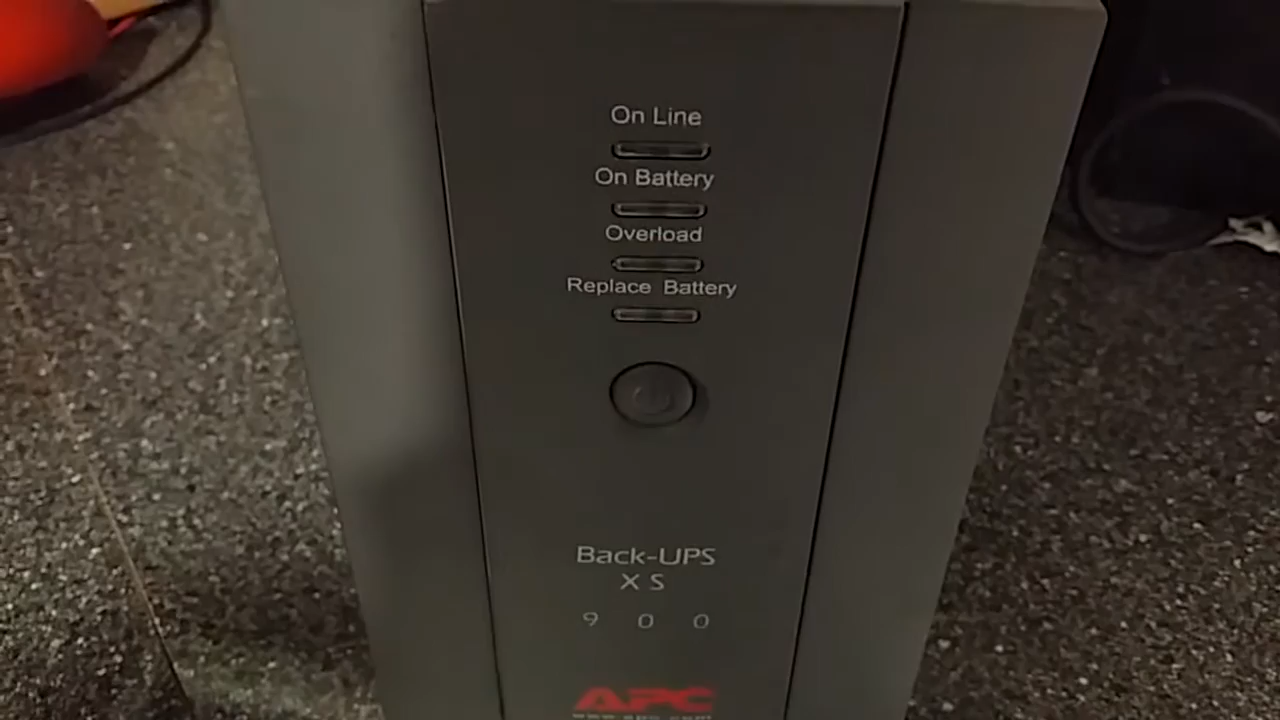 On Line
On Battery
Overload
Replace Battery
Back-UPS
XS
900
APC